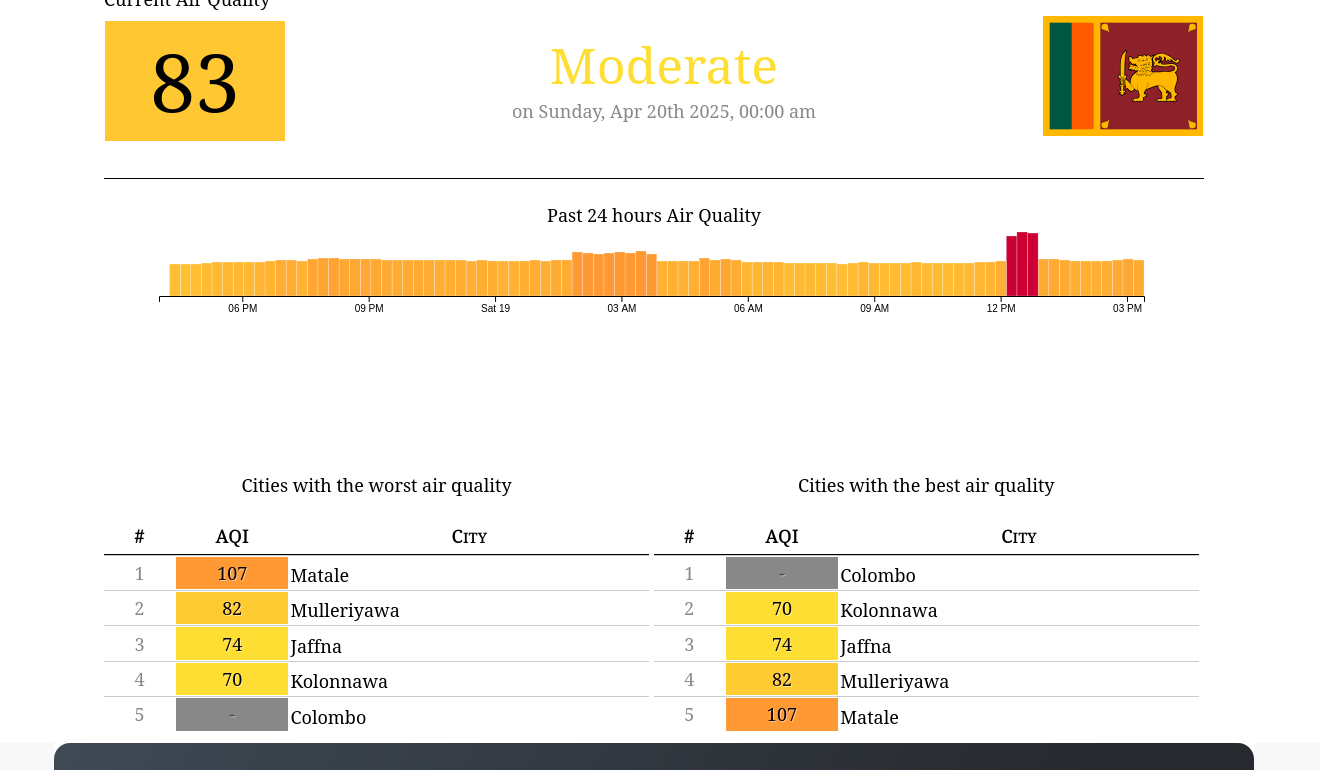 Current Air Quality
83
Moderate
on Sunday, Apr 20th 2025, 00:00 am
Past 24 hours Air Quality
06 PM 09 PM Sat 19 03 AM 06 AM 09 AM 12 PM 03 PM
Cities with the worst air quality
# AQI City
1 107 Matale
2 82 Mulleriyawa
3 74 Jaffna
4 70 Kolonnawa
5 - Colombo
Cities with the best air quality
# AQI City
1 - Colombo
2 70 Kolonnawa
3 74 Jaffna
4 82 Mulleriyawa
5 107 Matale